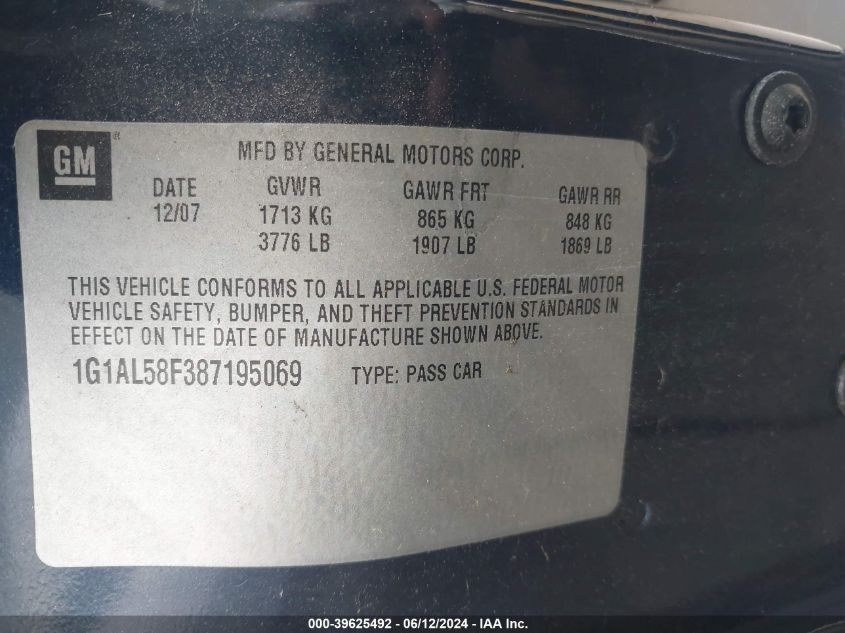 GM ®
MFD BY GENERAL MOTORS CORP.
DATE GVWR GAWR FRT GAWR RR
12/07 1713 KG 865 KG 848 KG
3776 LB 1907 LB 1869 LB
THIS VEHICLE CONFORMS TO ALL APPLICABLE U.S. FEDERAL MOTOR
VEHICLE SAFETY, BUMPER, AND THEFT PREVENTION STANDARDS IN
EFFECT ON THE DATE OF MANUFACTURE SHOWN ABOVE.
1G1AL58F387195069 TYPE: PASS CAR
000-39625492 - 06/12/2024 - IAA Inc.